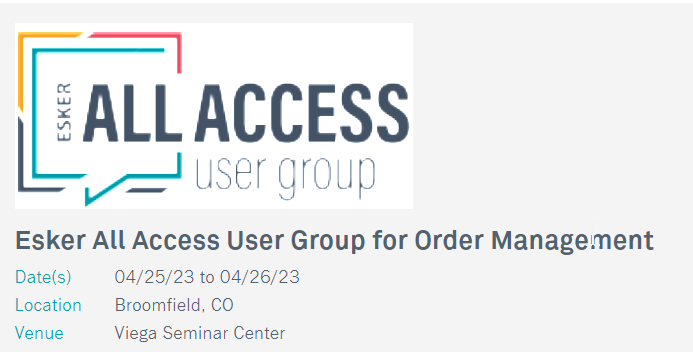 ESKER
ALL ACCESS
user group
Esker All Access User Group for Order Management
Date(s) 04/25/23 to 04/26/23
Location Broomfield, CO
Venue Viega Seminar Center